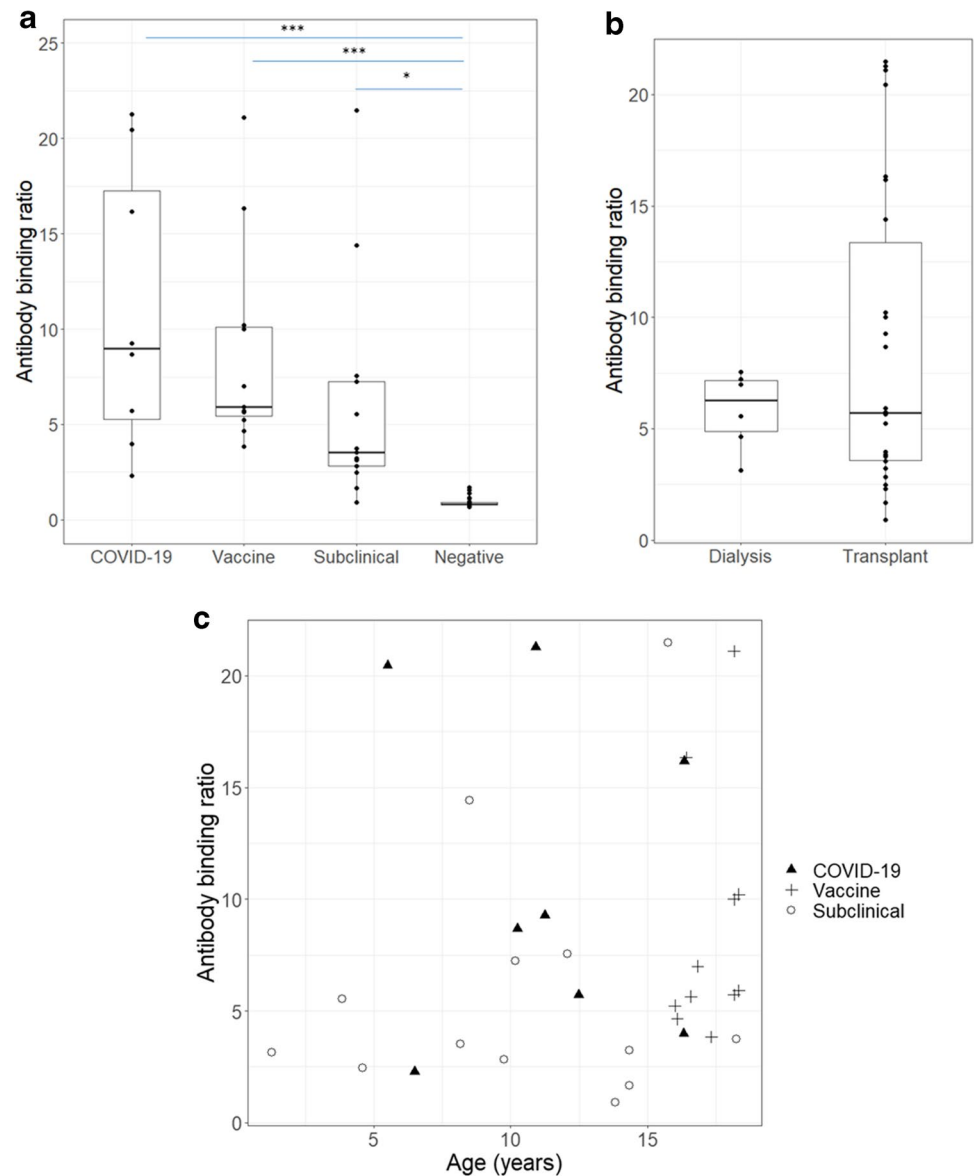 a
***
***
*
25
20
15
10
5
0
Antibody binding ratio
COVID-19 Vaccine Subclinical Negative
b
20
15
10
5
0
Antibody binding ratio
Dialysis Transplant
c
20
15
10
5
0
Antibody binding ratio
5 10 15
Age (years)
COVID-19
Vaccine
Subclinical